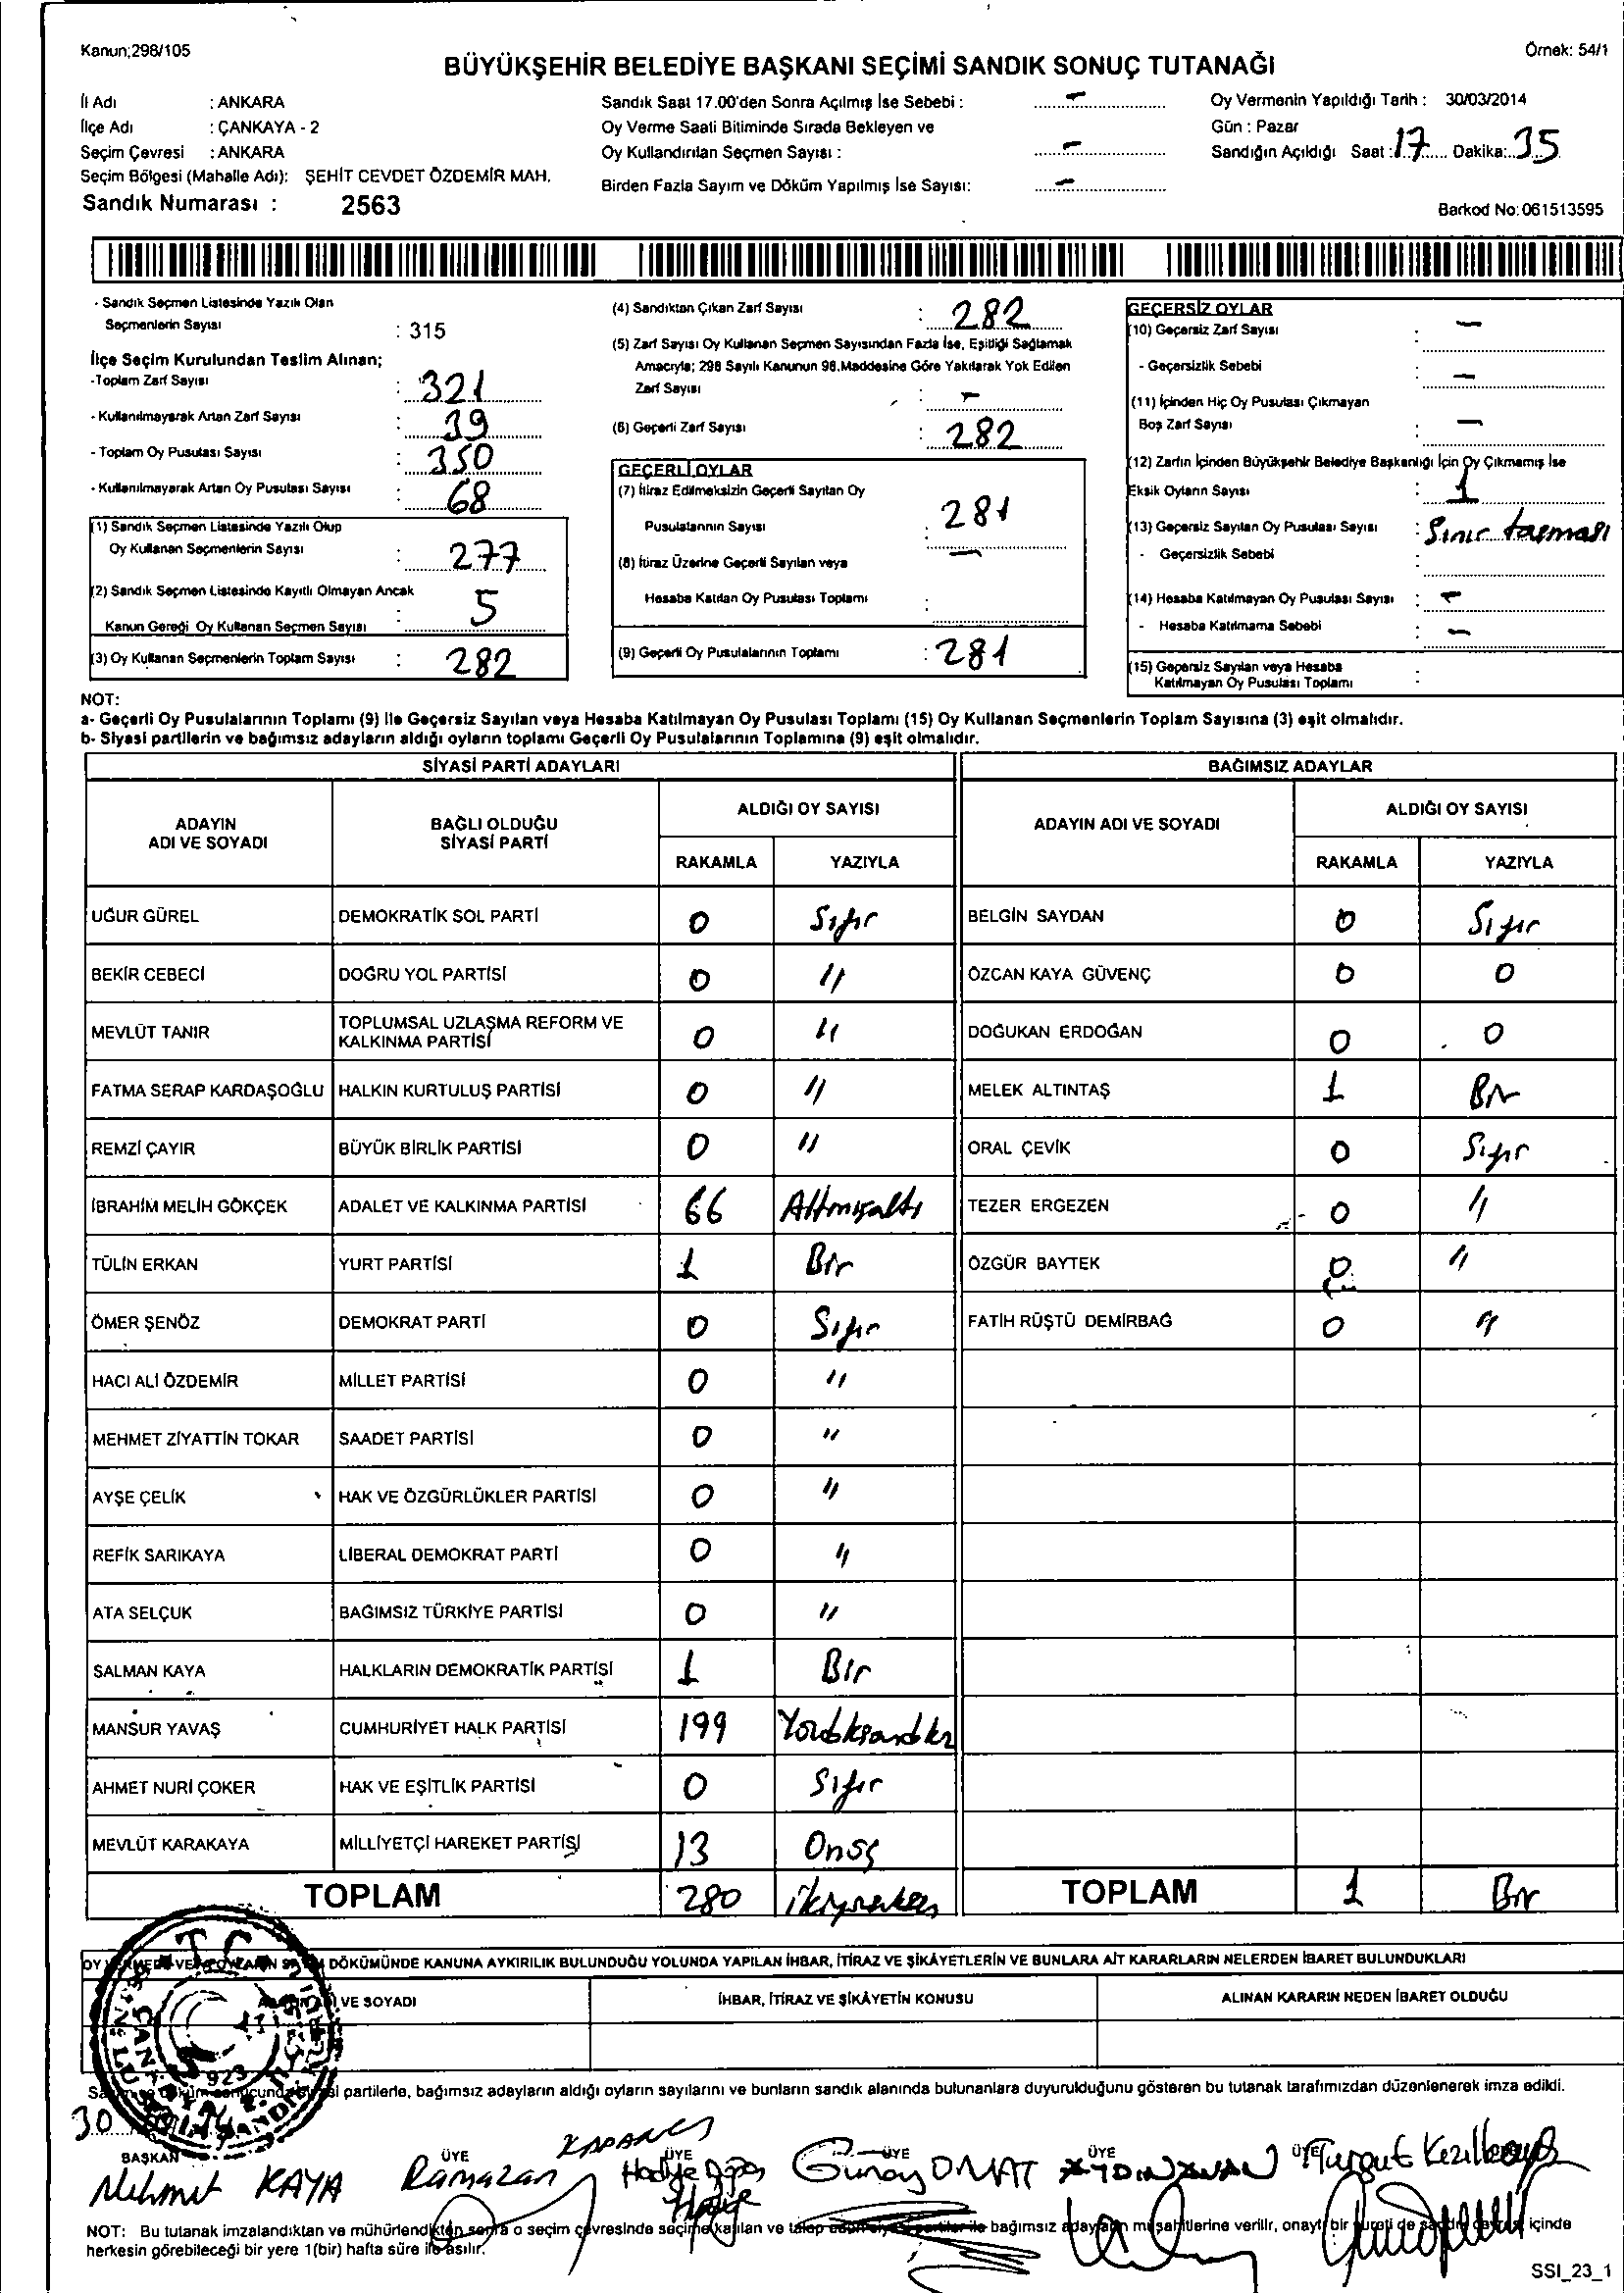 Kanun;298/105
Örnek: 54/1
BÜYÜKŞEHİR BELEDİYE BAŞKANI SEÇİMİ SANDIK SONUÇ TUTANAĞI
İl Adı : ANKARA
İlçe Adı : ÇANKAYA - 2
Seçim Çevresi : ANKARA
Seçim Bölgesi (Mahalle Adı): ŞEHİT CEVDET ÖZDEMİR MAH.
Sandık Numarası : 2563
Sandık Saat 17.00'den Sonra Açılmış İse Sebebi : -
Oy Verme Saati Bitiminde Sırada Bekleyen ve
Oy Kullandırılan Seçmen Sayısı : -
Birden Fazla Sayım ve Döküm Yapılmış İse Sayısı: -
Oy Vermenin Yapıldığı Tarih : 30/03/2014
Gün : Pazar
Sandığın Açıldığı Saat : 17 Dakika: 35
Barkod No:061513595
- Sandık Seçmen Listesinde Yazılı Olan
Seçmenlerin Sayısı : 315
İlçe Seçim Kurulundan Teslim Alınan;
-Toplam Zarf Sayısı : 321
- Kullanılmayarak Artan Zarf Sayısı : 39
- Toplam Oy Pusulası Sayısı : 350
- Kullanılmayarak Artan Oy Pusulası Sayısı : 68
(1) Sandık Seçmen Listesinde Yazılı Olup
Oy Kullanan Seçmenlerin Sayısı : 277
(2) Sandık Seçmen Listesinde Kayıtlı Olmayan Ancak
Kanun Gereği Oy Kullanan Seçmen Sayısı : 5
(3) Oy Kullanan Seçmenlerin Toplam Sayısı : 282
(4) Sandıktan Çıkan Zarf Sayısı : 282
(5) Zarf Sayısı Oy Kullanan Seçmen Sayısından Fazla İse, Eşitliği Sağlamak
Amacıyla; 298 Sayılı Kanunun 98.Maddesine Göre Yakılarak Yok Edilen
Zarf Sayısı : -
(6) Geçerli Zarf Sayısı : 282
GEÇERLİ OYLAR
(7) İtiraz Edilmeksizin Geçerli Sayılan Oy
Pusulalarının Sayısı : 281
(8) İtiraz Üzerine Geçerli Sayılan veya -
Hesaba Katılan Oy Pusulası Toplamı :
(9) Geçerli Oy Pusulalarının Toplamı : 281
GEÇERSİZ OYLAR
(10) Geçersiz Zarf Sayısı : -
- Geçersizlik Sebebi : -
(11) İçinden Hiç Oy Pusulası Çıkmayan
Boş Zarf Sayısı : -
(12) Zarfın İçinden Büyükşehir Belediye Başkanlığı İçin Oy Çıkmamış İse
Eksik Oyların Sayısı : 1
(13) Geçersiz Sayılan Oy Pusulası Sayısı : Sınır taşması
- Geçersizlik Sebebi :
(14) Hesaba Katılmayan Oy Pusulası Sayısı : -
- Hesaba Katılmama Sebebi : -
(15) Geçersiz Sayılan veya Hesaba
Katılmayan Oy Pusulası Toplamı :
NOT:
a- Geçerli Oy Pusulalarının Toplamı (9) İle Geçersiz Sayılan veya Hesaba Katılmayan Oy Pusulası Toplamı (15) Oy Kullanan Seçmenlerin Toplam Sayısına (3) eşit olmalıdır.
b- Siyasi partilerin ve bağımsız adayların aldığı oyların toplamı Geçerli Oy Pusulalarının Toplamına (9) eşit olmalıdır.
SİYASİ PARTİ ADAYLARI
ADAYIN ADI VE SOYADI BAĞLI OLDUĞU SİYASİ PARTİ ALDIĞI OY SAYISI
RAKAMLA YAZIYLA
UĞUR GÜREL DEMOKRATİK SOL PARTİ 0 Sıfır
BEKİR CEBECİ DOĞRU YOL PARTİSİ 0 "
MEVLÜT TANIR TOPLUMSAL UZLAŞMA REFORM VE KALKINMA PARTİSİ 0 "
FATMA SERAP KARDAŞOĞLU HALKIN KURTULUŞ PARTİSİ 0 "
REMZİ ÇAYIR BÜYÜK BİRLİK PARTİSİ 0 "
İBRAHİM MELİH GÖKÇEK ADALET VE KALKINMA PARTİSİ 66 Altmışaltı
TÜLİN ERKAN YURT PARTİSİ 1 Bir
ÖMER ŞENÖZ DEMOKRAT PARTİ 0 Sıfır
HACI ALİ ÖZDEMİR MİLLET PARTİSİ 0 "
MEHMET ZİYATTİN TOKAR SAADET PARTİSİ 0 "
AYŞE ÇELİK HAK VE ÖZGÜRLÜKLER PARTİSİ 0 "
REFİK SARIKAYA LİBERAL DEMOKRAT PARTİ 0 "
ATA SELÇUK BAĞIMSIZ TÜRKİYE PARTİSİ 0 "
SALMAN KAYA HALKLARIN DEMOKRATİK PARTİSİ 1 Bir
MANSUR YAVAŞ CUMHURİYET HALK PARTİSİ 199
AHMET NURİ ÇOKER HAK VE EŞİTLİK PARTİSİ 0 Sıfır
MEVLÜT KARAKAYA MİLLİYETÇİ HAREKET PARTİSİ 13 Onüç
TOPLAM 280
BAĞIMSIZ ADAYLAR
ADAYIN ADI VE SOYADI ALDIĞI OY SAYISI
RAKAMLA YAZIYLA
BELGİN SAYDAN 0 Sıfır
ÖZCAN KAYA GÜVENÇ 0 0
DOĞUKAN ERDOĞAN 0 0
MELEK ALTINTAŞ 1 Bir
ORAL ÇEVİK 0 Sıfır
TEZER ERGEZEN 0 "
ÖZGÜR BAYTEK 0 "
FATİH RÜŞTÜ DEMİRBAĞ 0 "
TOPLAM 1 Bir
DÖKÜMÜNDE KANUNA AYKIRILIK BULUNDUĞU YOLUNDA YAPILAN İHBAR, İTİRAZ VE ŞİKÂYETLERİN VE BUNLARA AİT KARARLARIN NELERDEN İBARET BULUNDUKLARI
VE SOYADI İHBAR, İTİRAZ VE ŞİKÂYETİN KONUSU ALINAN KARARIN NEDEN İBARET OLDUĞU
partilerle, bağımsız adayların aldığı oyların sayılarını ve bunların sandık alanında bulunanlara duyurulduğunu gösteren bu tutanak tarafımızdan düzenlenerek imza edildi.
30
BAŞKAN ÜYE ÜYE ÜYE ÜYE ÜYE
Mehmet KAYA Ramazan Hadiye Günay ONAT Turgut
NOT: Bu tutanak imzalandıktan ve mühürlendikten sonra o seçim çevresinde seçime katılan ve talep eden siyasi partiler ile bağımsız adayların müşahitlerine verilir, onaylı bir sureti de sandık çevresi içinde
herkesin görebileceği bir yere 1(bir) hafta süre ile asılır.
SSI_23_1